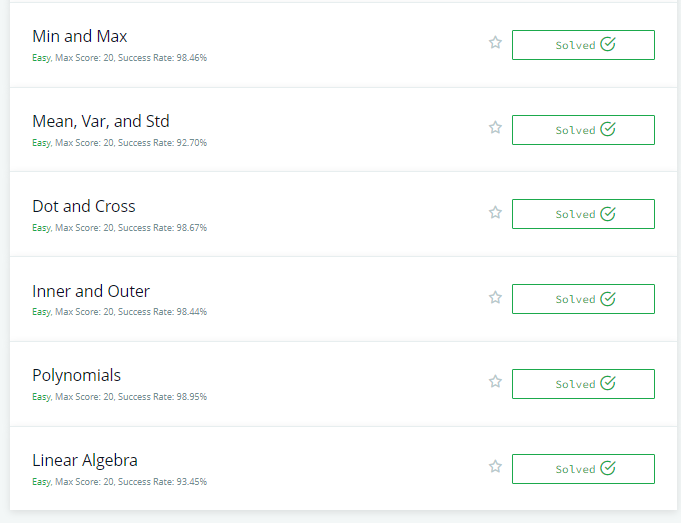 Min and Max
Easy, Max Score: 20, Success Rate: 98.46%
Solved
Mean, Var, and Std
Easy, Max Score: 20, Success Rate: 92.70%
Solved
Dot and Cross
Easy, Max Score: 20, Success Rate: 98.67%
Solved
Inner and Outer
Easy, Max Score: 20, Success Rate: 98.44%
Solved
Polynomials
Easy, Max Score: 20, Success Rate: 98.95%
Solved
Linear Algebra
Easy, Max Score: 20, Success Rate: 93.45%
Solved